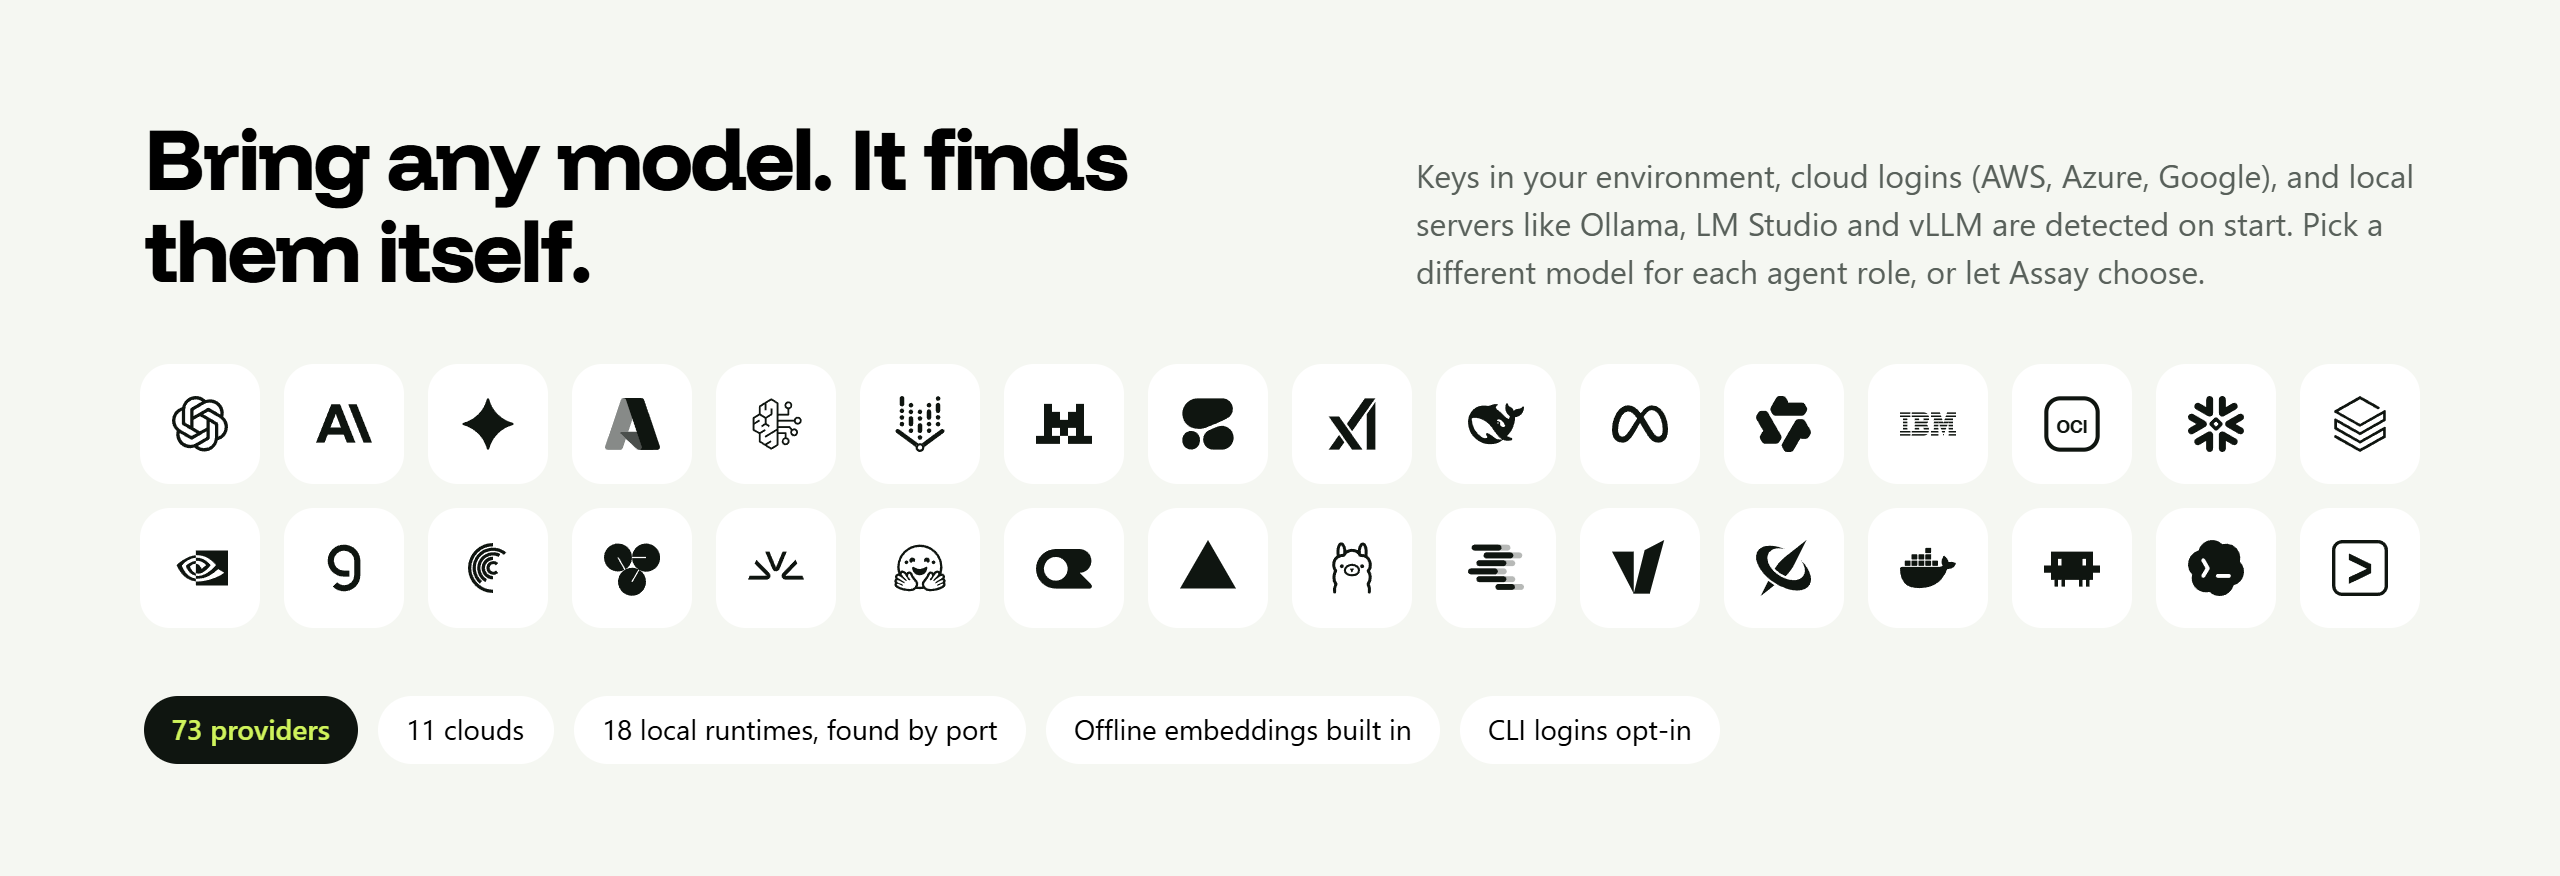 Bring any model. It finds
them itself.
Keys in your environment, cloud logins (AWS, Azure, Google), and local
servers like Ollama, LM Studio and vLLM are detected on start. Pick a
different model for each agent role, or let Assay choose.
IBM
OCI
73 providers
11 clouds
18 local runtimes, found by port
Offline embeddings built in
CLI logins opt-in